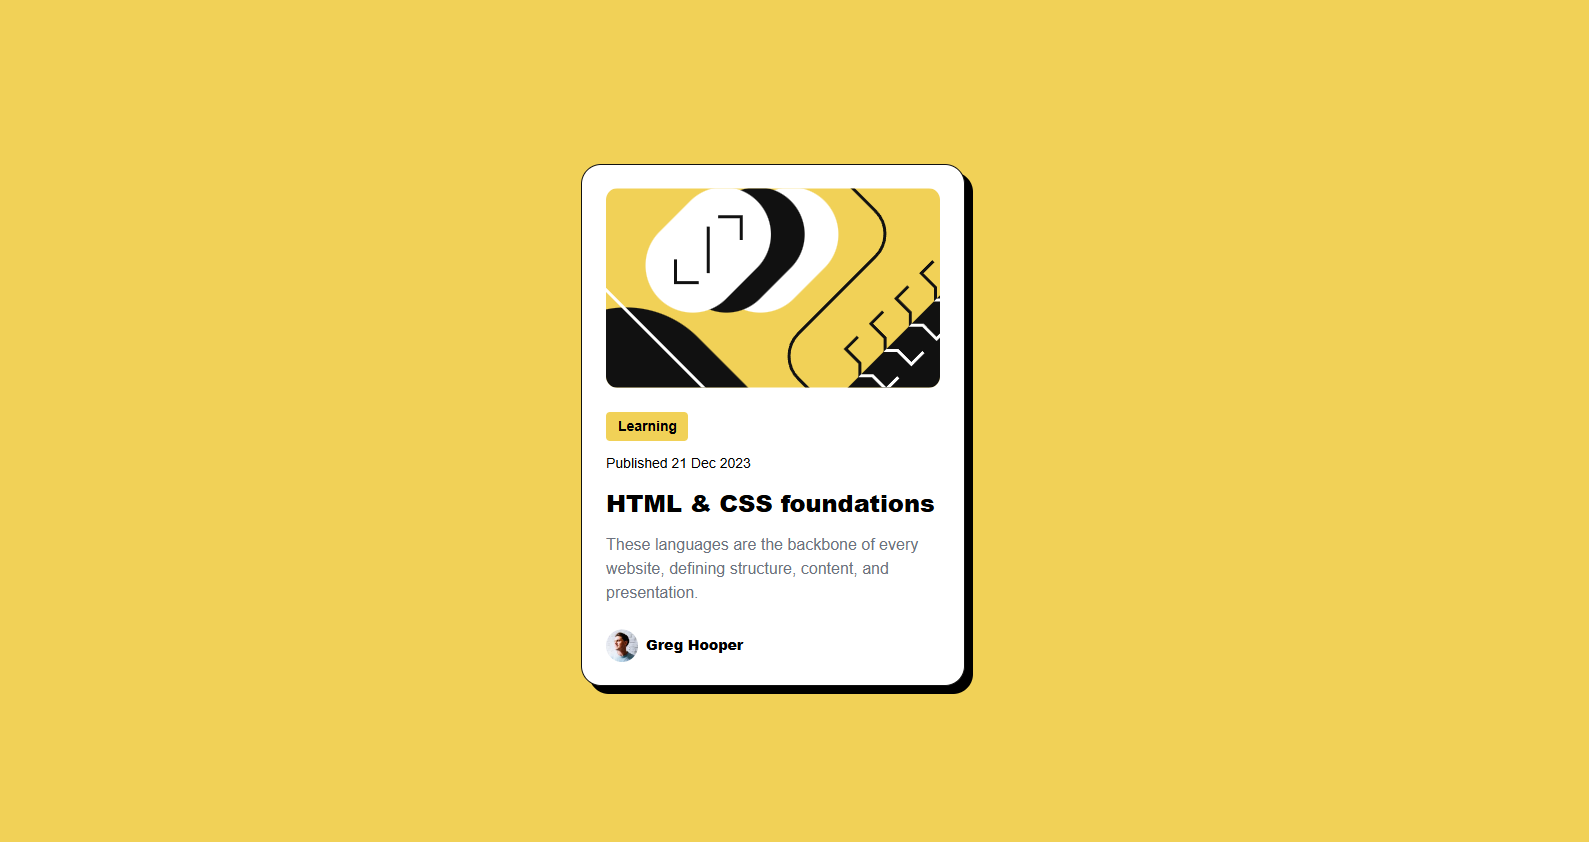 Learning
Published 21 Dec 2023
HTML & CSS foundations
These languages are the backbone of every
website, defining structure, content, and
presentation.
Greg Hooper